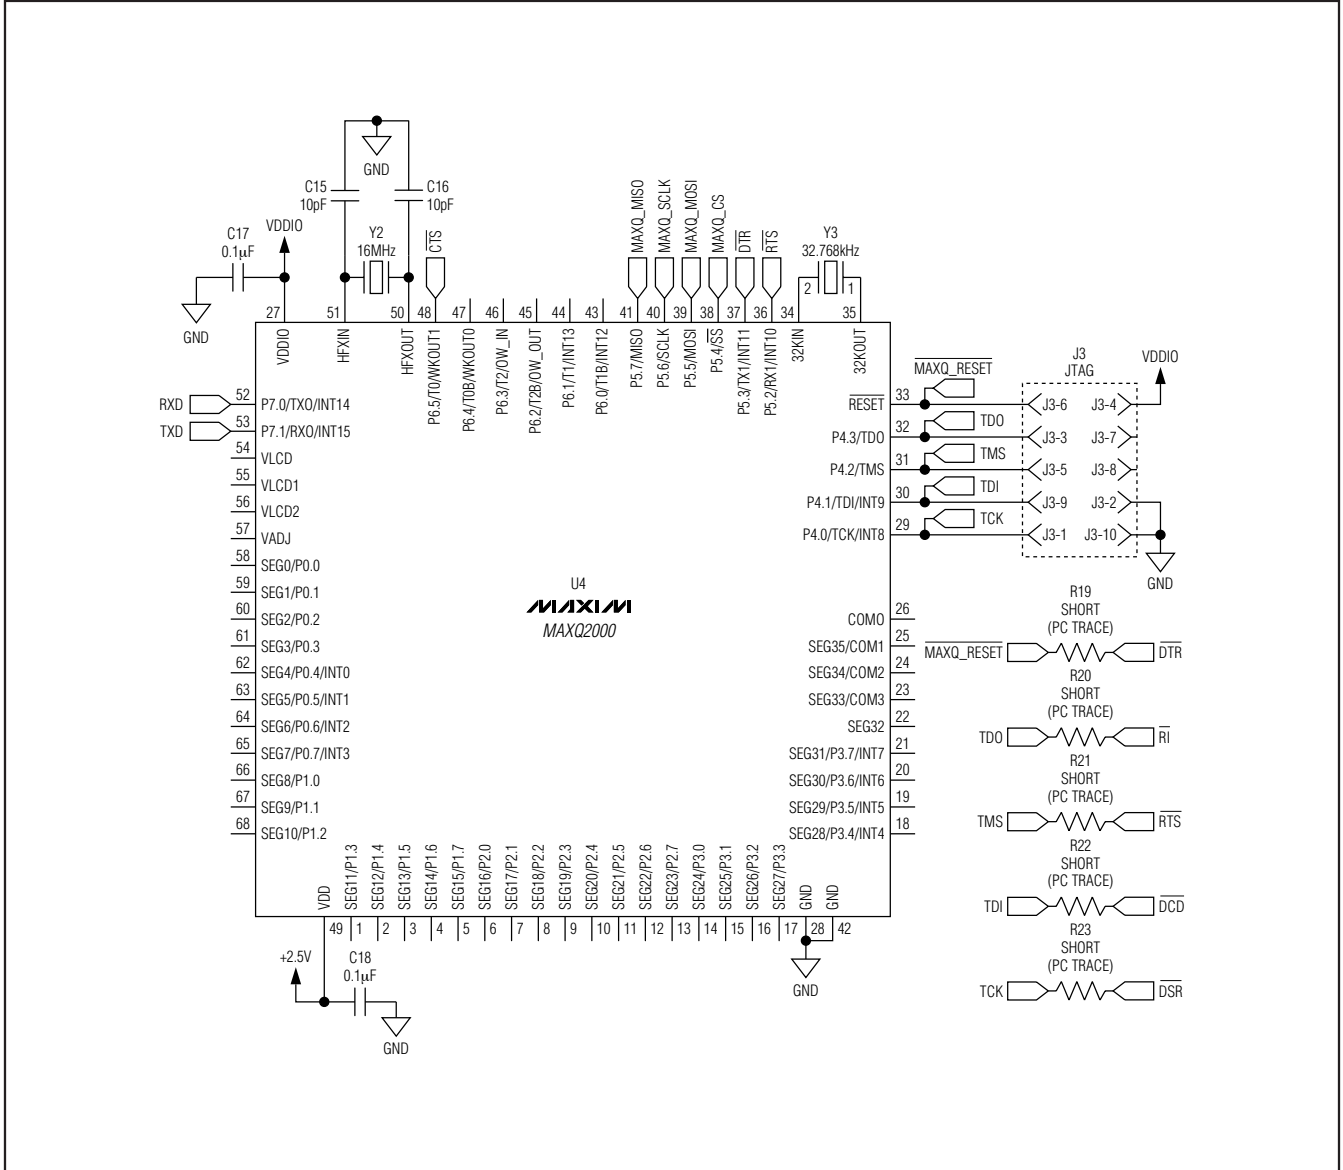 GND
C15
10pF
C16
10pF
C17
0.1µF
VDDIO
GND
Y2
16MHz
CTS
MAXQ_MISO
MAXQ_SCLK
MAXQ_MOSI
MAXQ_CS
DTR
RTS
Y3
32.768kHz
2
1
27
51
50
48
47
46
45
44
43
41
40
39
38
37
36
34
35
VDDIO
HFXIN
HFXOUT
P6.5/T0/WKOUT1
P6.4/T0B/WKOUT0
P6.3/T2/OW_IN
P6.2/T2B/OW_OUT
P6.1/T1/INT13
P6.0/T1B/INT12
P5.7/MISO
P5.6/SCLK
P5.5/MOSI
P5.4/SS
P5.3/TX1/INT11
P5.2/RX1/INT10
32KIN
32KOUT
RXD
52
P7.0/TXO/INT14
TXD
53
P7.1/RXO/INT15
54
VLCD
55
VLCD1
56
VLCD2
57
VADJ
58
SEG0/P0.0
59
SEG1/P0.1
60
SEG2/P0.2
61
SEG3/P0.3
62
SEG4/P0.4/INT0
63
SEG5/P0.5/INT1
64
SEG6/P0.6/INT2
65
SEG7/P0.7/INT3
66
SEG8/P1.0
67
SEG9/P1.1
68
SEG10/P1.2
U4
MAXIM
MAXQ2000
RESET
33
MAXQ_RESET
P4.3/TDO
32
TDO
P4.2/TMS
31
TMS
P4.1/TDI/INT9
30
TDI
P4.0/TCK/INT8
29
TCK
J3
JTAG
VDDIO
J3-6 J3-4
J3-3 J3-7
J3-5 J3-8
J3-9 J3-2
J3-1 J3-10
GND
COMO
26
SEG35/COM1
25
SEG34/COM2
24
SEG33/COM3
23
SEG32
22
SEG31/P3.7/INT7
21
SEG30/P3.6/INT6
20
SEG29/P3.5/INT5
19
SEG28/P3.4/INT4
18
R19
SHORT
(PC TRACE)
MAXQ_RESET DTR
R20
SHORT
(PC TRACE)
TDO RI
R21
SHORT
(PC TRACE)
TMS RTS
R22
SHORT
(PC TRACE)
TDI DCD
R23
SHORT
(PC TRACE)
TCK DSR
VDD
SEG11/P1.3
SEG12/P1.4
SEG13/P1.5
SEG14/P1.6
SEG15/P1.7
SEG16/P2.0
SEG17/P2.1
SEG18/P2.2
SEG19/P2.3
SEG20/P2.4
SEG21/P2.5
SEG22/P2.6
SEG23/P2.7
SEG24/P3.0
SEG25/P3.1
SEG26/P3.2
SEG27/P3.3
GND
GND
49
1
2
3
4
5
6
7
8
9
10
11
12
13
14
15
16
17
28
42
+2.5V
C18
0.1µF
GND
GND